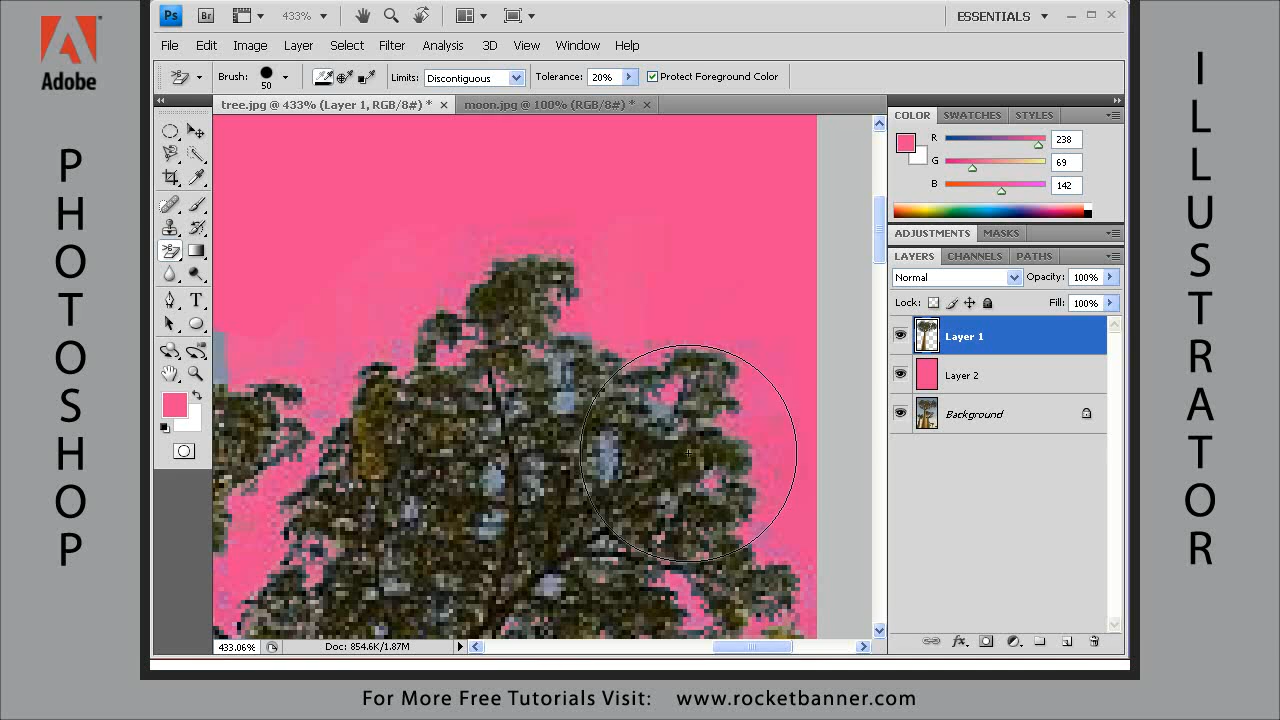 Adobe
PHOTOSHOP
ILLUSTRATOR
Ps
Br
433%
ESSENTIALS
File Edit Image Layer Select Filter Analysis 3D View Window Help
Brush: 50 Limits: Discontiguous Tolerance: 20% Protect Foreground Color
tree.jpg @ 433% (Layer 1, RGB/8#) * moon.jpg @ 100% (RGB/8#) *
COLOR SWATCHES STYLES
R 238
G 69
B 142
ADJUSTMENTS MASKS
LAYERS CHANNELS PATHS
Normal Opacity: 100%
Lock: Fill: 100%
Layer 1
Layer 2
Background
T
fx.
433.06% Doc: 854.6K/1.87M
For More Free Tutorials Visit: www.rocketbanner.com